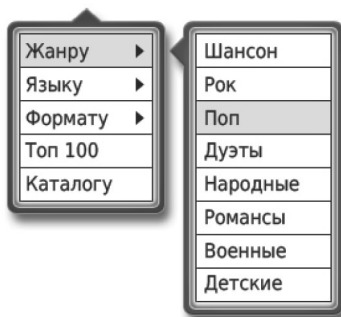 Жанру
Языку
Формату
Топ 100
Каталогу
Шансон
Рок
Поп
Дуэты
Народные
Романсы
Военные
Детские